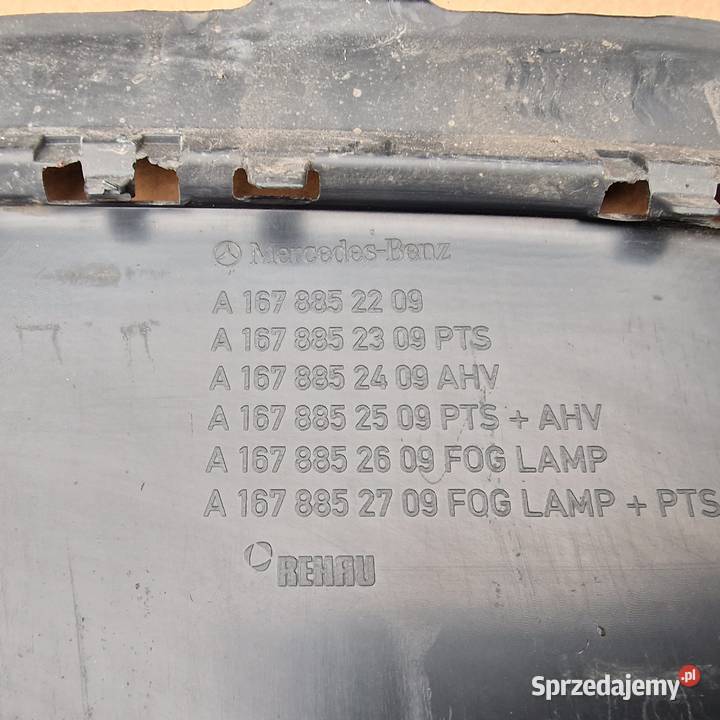 Mercedes-Benz
A 167 885 22 09
A 167 885 23 09 PTS
A 167 885 24 09 AHV
A 167 885 25 09 PTS + AHV
A 167 885 26 09 FOG LAMP
A 167 885 27 09 FOG LAMP + PTS
REHAU
Sprzedajemy.pl